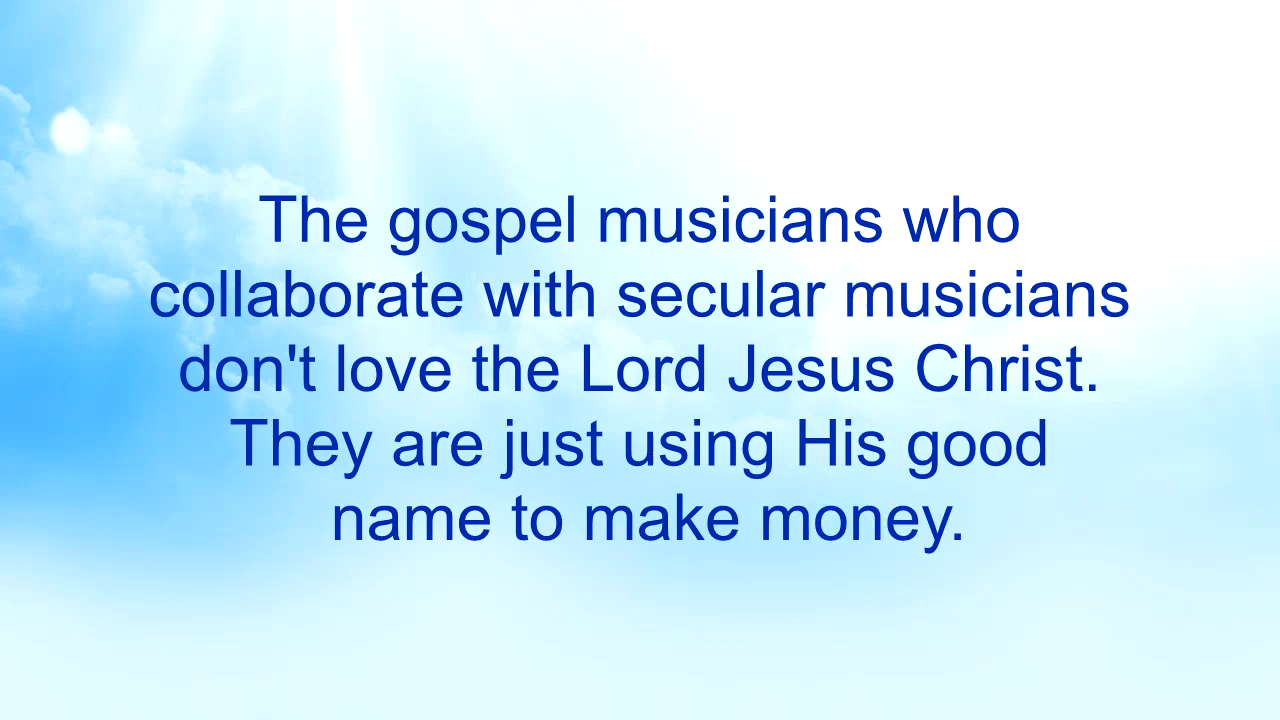 The gospel musicians who
collaborate with secular musicians
don't love the Lord Jesus Christ.
They are just using His good
name to make money.